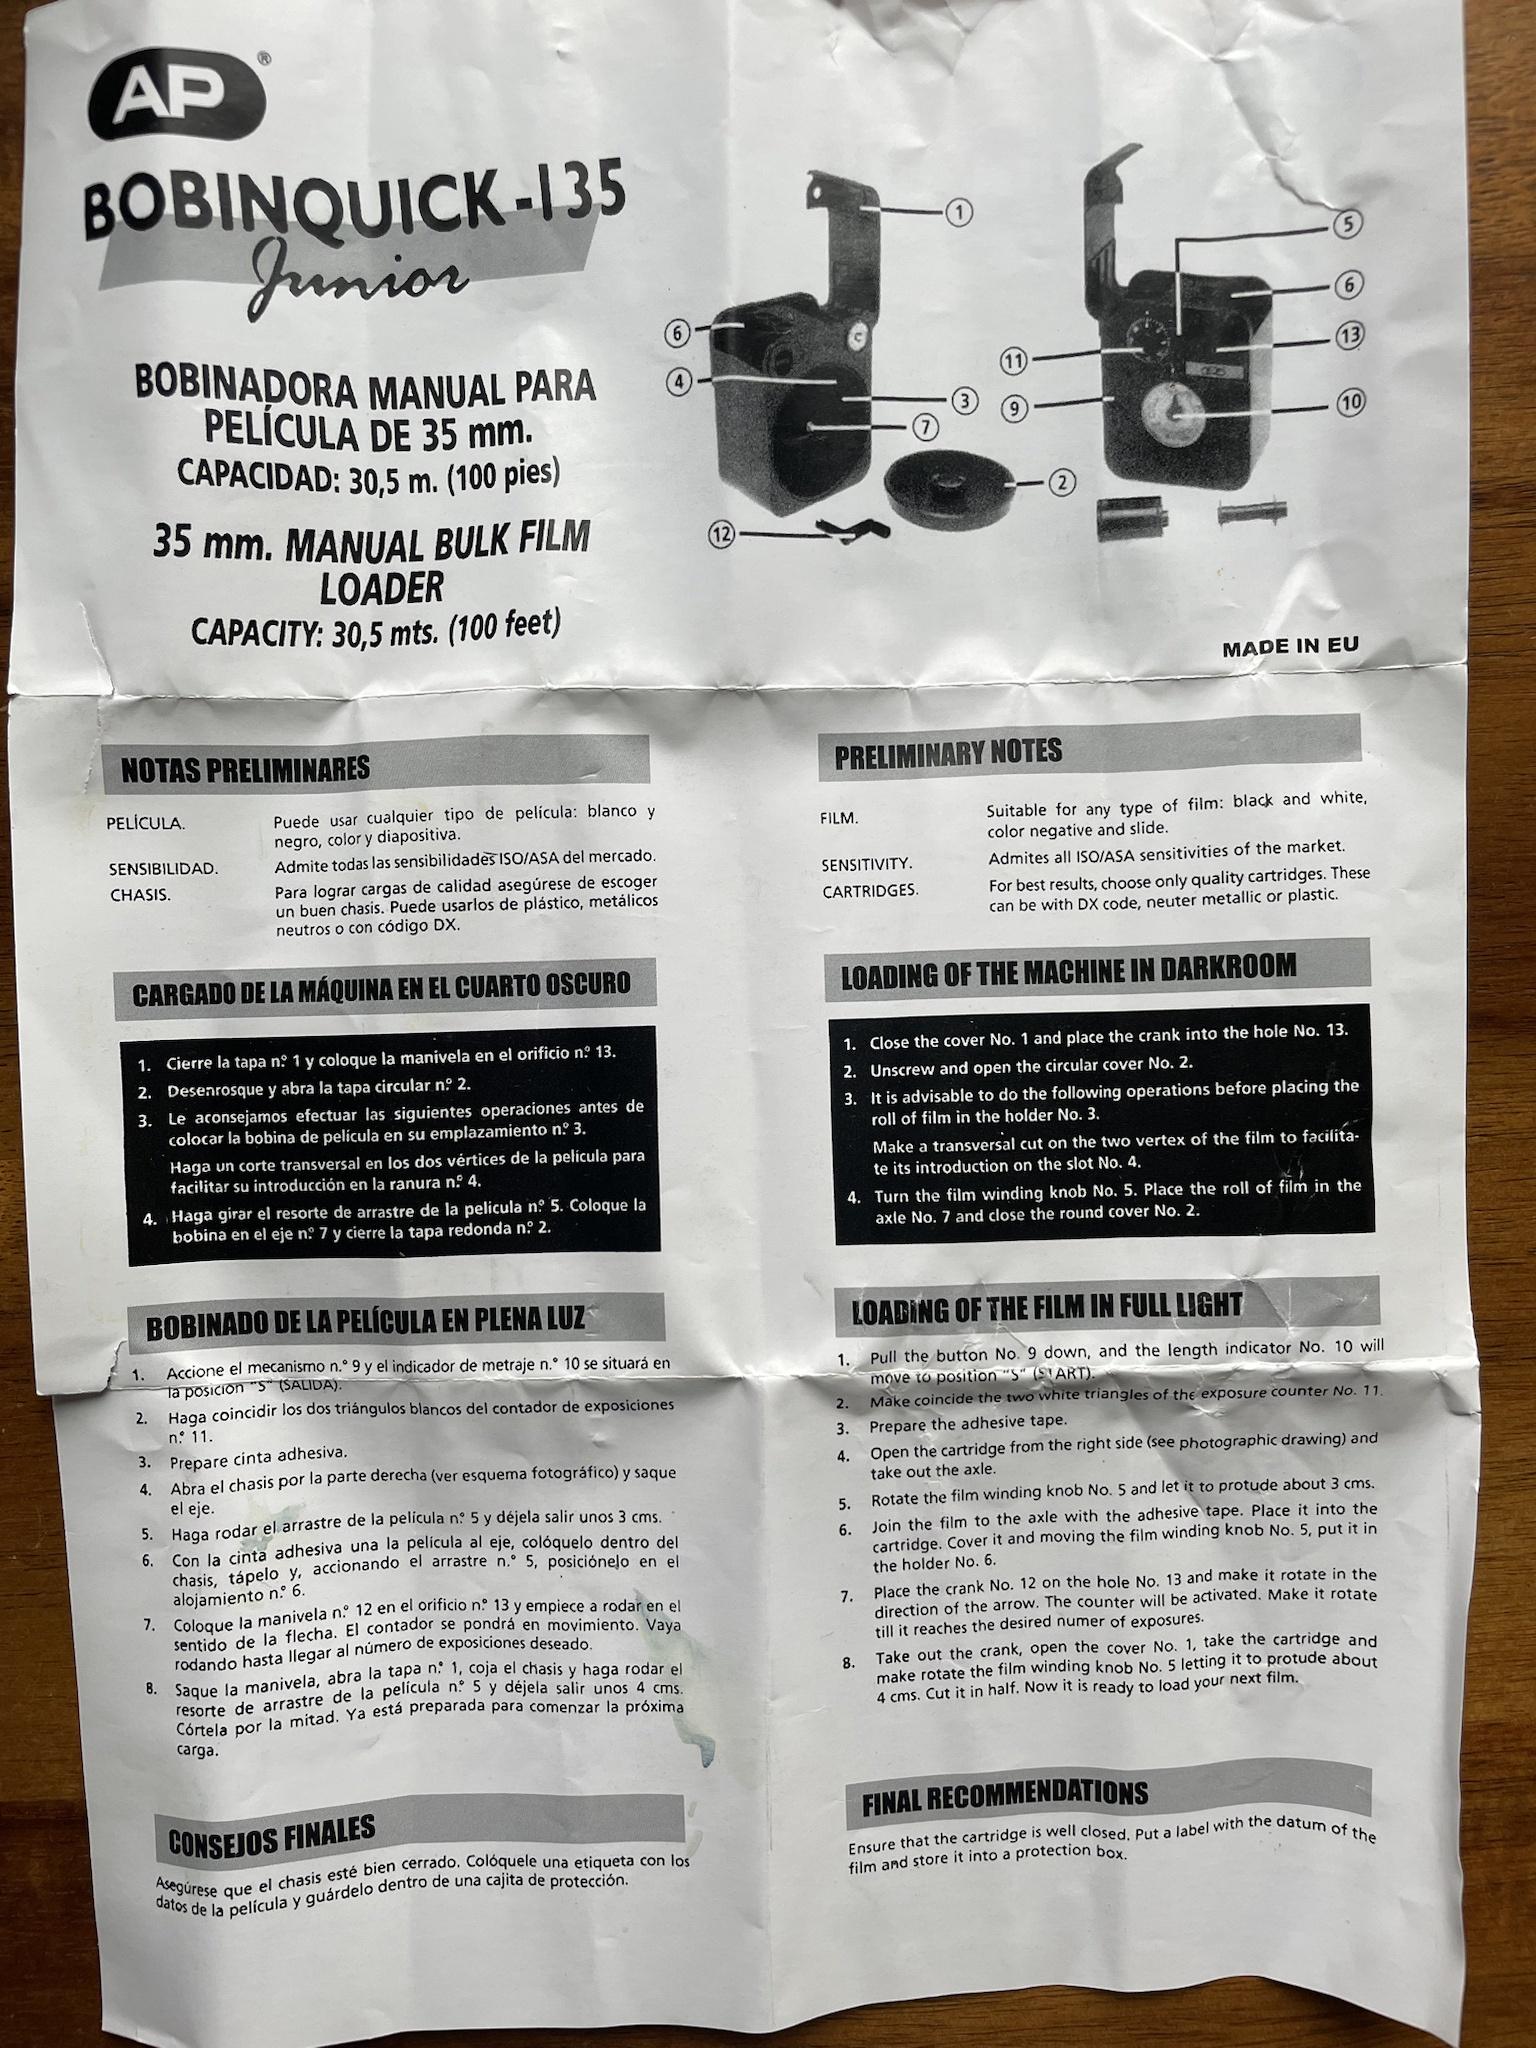 AP®
BOBINQUICK-135
Junior
BOBINADORA MANUAL PARA
PELÍCULA DE 35 mm.
CAPACIDAD: 30,5 m. (100 pies)
35 mm. MANUAL BULK FILM
LOADER
CAPACITY: 30,5 mts. (100 feet)
1
6
4
3
7
2
12
5
6
13
11
9
10
MADE IN EU
NOTAS PRELIMINARES
PELÍCULA. Puede usar cualquier tipo de película: blanco y
negro, color y diapositiva.
SENSIBILIDAD. Admite todas las sensibilidades ISO/ASA del mercado.
CHASIS. Para lograr cargas de calidad asegúrese de escoger
un buen chasis. Puede usarlos de plástico, metálicos
neutros o con código DX.
CARGADO DE LA MÁQUINA EN EL CUARTO OSCURO
1. Cierre la tapa n.º 1 y coloque la manivela en el orificio n.º 13.
2. Desenrosque y abra la tapa circular n.º 2.
3. Le aconsejamos efectuar las siguientes operaciones antes de
colocar la bobina de película en su emplazamiento n.º 3.
Haga un corte transversal en los dos vértices de la película para
facilitar su introducción en la ranura n.º 4.
4. Haga girar el resorte de arrastre de la película n.º 5. Coloque la
bobina en el eje n.º 7 y cierre la tapa redonda n.º 2.
BOBINADO DE LA PELÍCULA EN PLENA LUZ
1. Accione el mecanismo n.º 9 y el indicador de metraje n.º 10 se situará en
la posición "S" (SALIDA).
2. Haga coincidir los dos triángulos blancos del contador de exposiciones
n.º 11.
3. Prepare cinta adhesiva.
4. Abra el chasis por la parte derecha (ver esquema fotográfico) y saque
el eje.
5. Haga rodar el arrastre de la película n.º 5 y déjela salir unos 3 cms.
6. Con la cinta adhesiva una la película al eje, colóquelo dentro del
chasis, tápelo y, accionando el arrastre n.º 5, posiciónelo en el
alojamiento n.º 6.
7. Coloque la manivela n.º 12 en el orificio n.º 13 y empiece a rodar en el
sentido de la flecha. El contador se pondrá en movimiento. Vaya
rodando hasta llegar al número de exposiciones deseado.
8. Saque la manivela, abra la tapa n.º 1, coja el chasis y haga rodar el
resorte de arrastre de la película n.º 5 y déjela salir unos 4 cms.
Córtela por la mitad. Ya está preparada para comenzar la próxima
carga.
CONSEJOS FINALES
Asegúrese que el chasis esté bien cerrado. Colóquele una etiqueta con los
datos de la película y guárdelo dentro de una cajita de protección.
PRELIMINARY NOTES
FILM. Suitable for any type of film: black and white,
color negative and slide.
SENSITIVITY. Admites all ISO/ASA sensitivities of the market.
CARTRIDGES. For best results, choose only quality cartridges. These
can be with DX code, neuter metallic or plastic.
LOADING OF THE MACHINE IN DARKROOM
1. Close the cover No. 1 and place the crank into the hole No. 13.
2. Unscrew and open the circular cover No. 2.
3. It is advisable to do the following operations before placing the
roll of film in the holder No. 3.
Make a transversal cut on the two vertex of the film to facilita-
te its introduction on the slot No. 4.
4. Turn the film winding knob No. 5. Place the roll of film in the
axle No. 7 and close the round cover No. 2.
LOADING OF THE FILM IN FULL LIGHT
1. Pull the button No. 9 down, and the length indicator No. 10 will
move to position "S" (START).
2. Make coincide the two white triangles of the exposure counter No. 11.
3. Prepare the adhesive tape.
4. Open the cartridge from the right side (see photographic drawing) and
take out the axle.
5. Rotate the film winding knob No. 5 and let it to protude about 3 cms.
6. Join the film to the axle with the adhesive tape. Place it into the
cartridge. Cover it and moving the film winding knob No. 5, put it in
the holder No. 6.
7. Place the crank No. 12 on the hole No. 13 and make it rotate in the
direction of the arrow. The counter will be activated. Make it rotate
till it reaches the desired numer of exposures.
8. Take out the crank, open the cover No. 1, take the cartridge and
make rotate the film winding knob No. 5 letting it to protude about
4 cms. Cut it in half. Now it is ready to load your next film.
FINAL RECOMMENDATIONS
Ensure that the cartridge is well closed. Put a label with the datum of the
film and store it into a protection box.